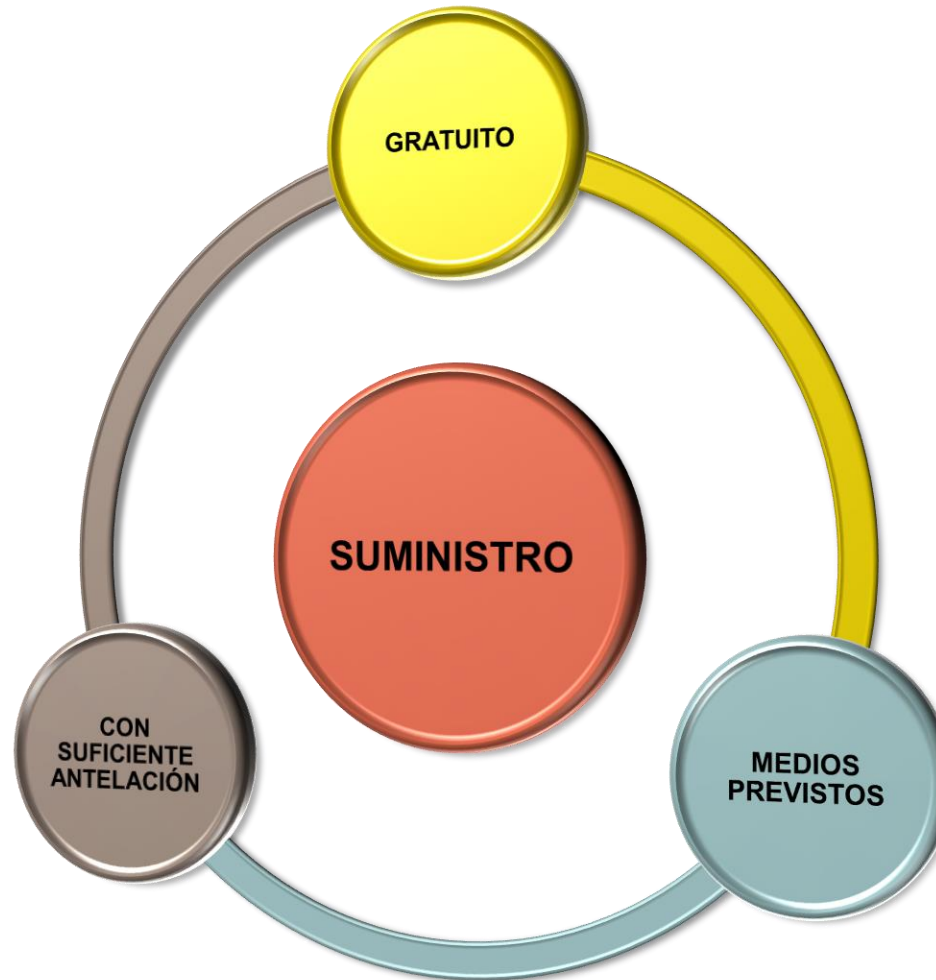 GRATUITO
SUMINISTRO
CON
SUFICIENTE
ANTELACIÓN
MEDIOS
PREVISTOS